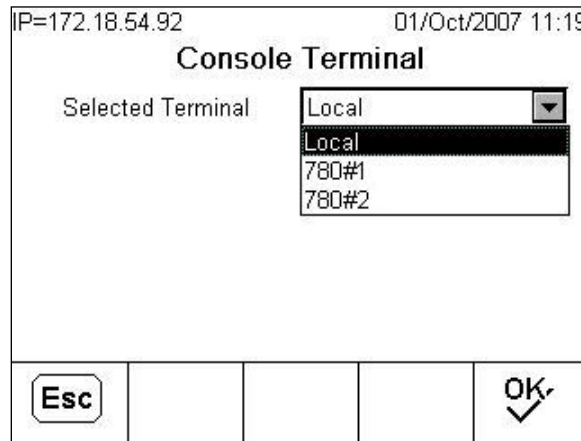 IP=172.18.54.92 01/Oct/2007 11:19
Console Terminal
Selected Terminal Local
Local
780#1
780#2
Esc OK